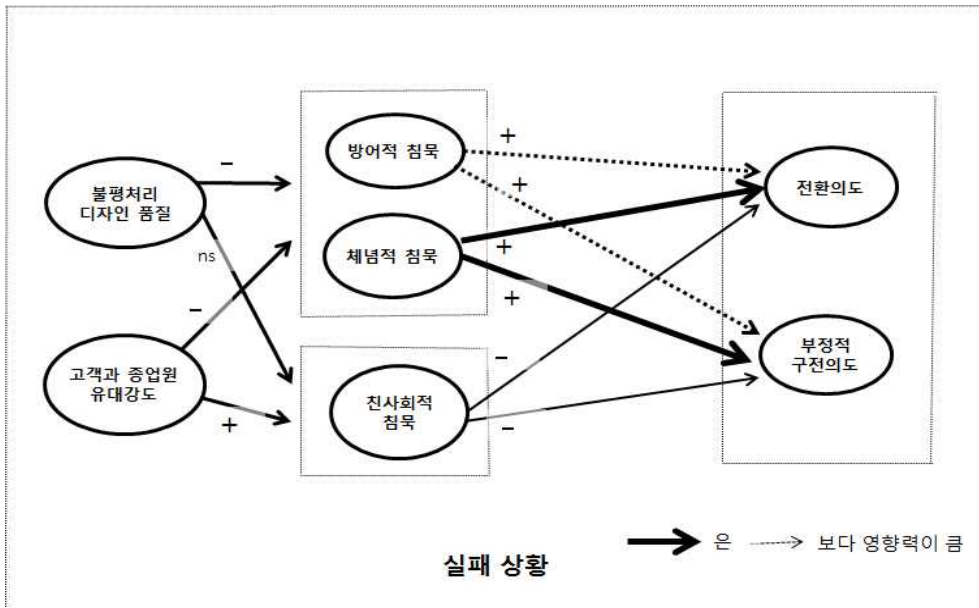 불평처리
디자인 품질
고객과 종업원
유대강도
–
ns
–
+
방어적 침묵
체념적 침묵
친사회적
침묵
+
+
+
+
–
–
전환의도
부정적
구전의도
은 보다 영향력이 큼
실패 상황